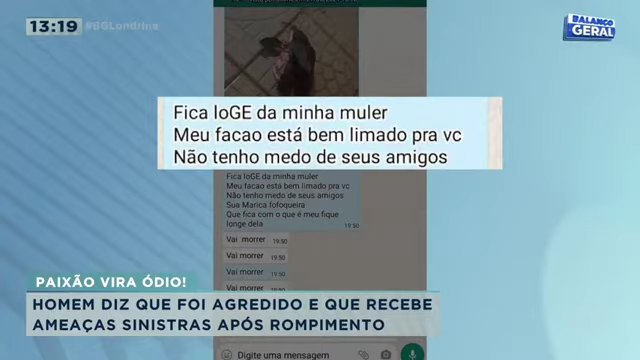 13:19 #BGLondrina
BALANÇO
GERAL
Fica loGE da minha muler
Meu facao está bem limado pra vc
Não tenho medo de seus amigos
Fica loGE da minha muler
Meu facao está bem limado pra vc
Não tenho medo de seus amigos
Sua Marica fofoqueira
Que fica com o que é meu fique
longe dela 19:50
Vai morrer 19:50
Vai morrer 19:50
Vai morrer 19:50
Vai morrer
PAIXÃO VIRA ÓDIO!
HOMEM DIZ QUE FOI AGREDIDO E QUE RECEBE
AMEAÇAS SINISTRAS APÓS ROMPIMENTO
Digite uma mensagem